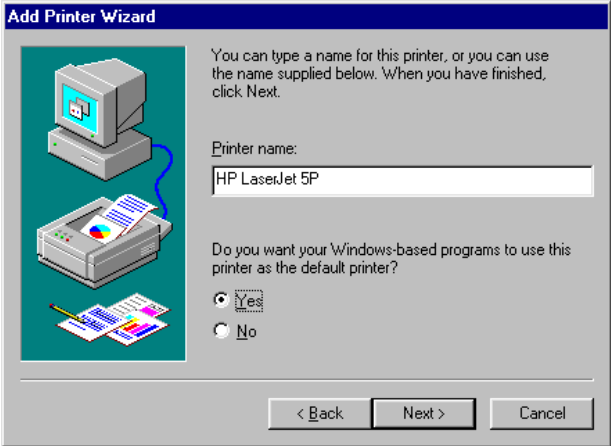 Add Printer Wizard
You can type a name for this printer, or you can use
the name supplied below. When you have finished,
click Next.
Printer name:
HP LaserJet 5P
Do you want your Windows-based programs to use this
printer as the default printer?
Yes
No
< Back
Next >
Cancel